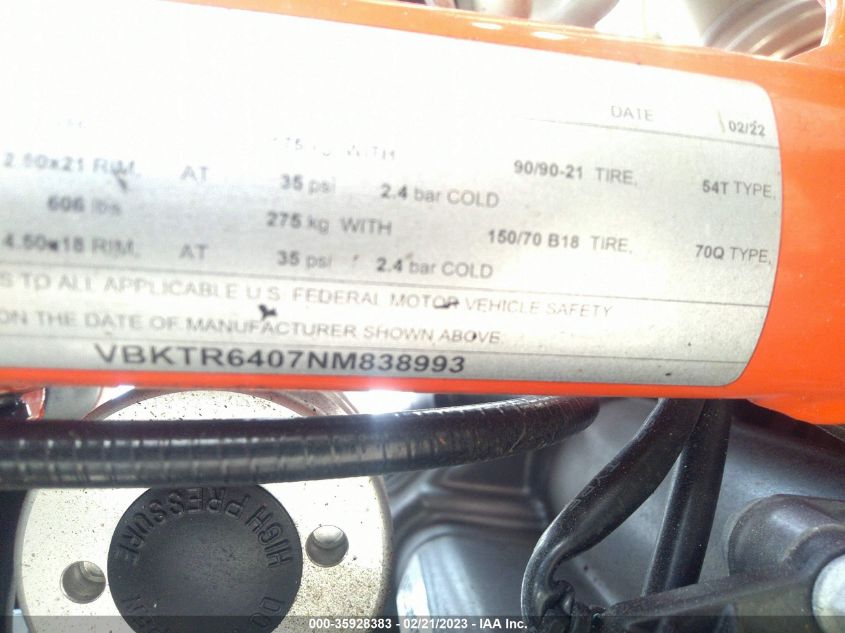 DATE 02/22
WITH
2.50x21 RIM, AT 35 psi 2.4 bar COLD 90/90-21 TIRE, 54T TYPE,
606 lbs 275 kg WITH
4.50x18 RIM, AT 35 psi 2.4 bar COLD 150/70 B18 TIRE, 70Q TYPE,
S TO ALL APPLICABLE U.S. FEDERAL MOTOR VEHICLE SAFETY
ON THE DATE OF MANUFACTURER SHOWN ABOVE
VBKTR6407NM838993
HIGH PRESSURE
DO
000-35928383 - 02/21/2023 - IAA Inc.